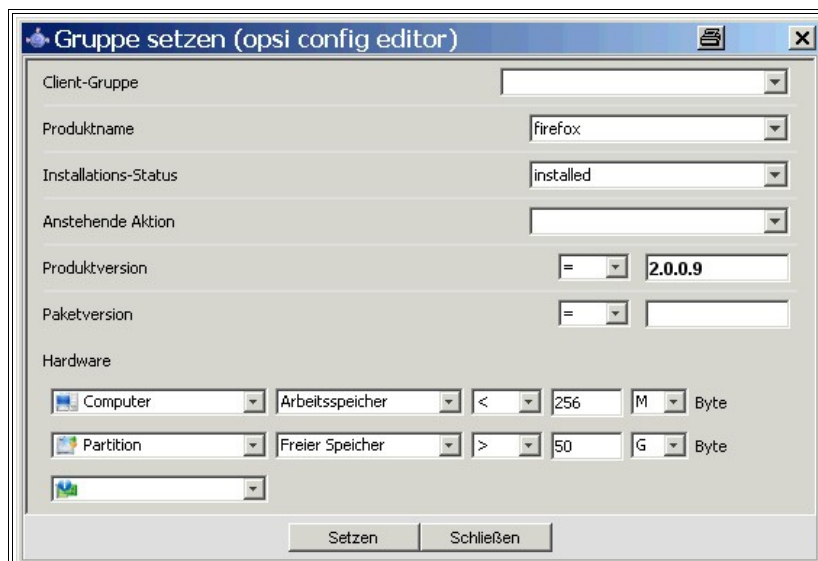 Gruppe setzen (opsi config editor)
Client-Gruppe
Produktname firefox
Installations-Status installed
Anstehende Aktion
Produktversion = 2.0.0.9
Paketversion =
Hardware
Computer Arbeitsspeicher < 256 M Byte
Partition Freier Speicher > 50 G Byte
Setzen Schließen